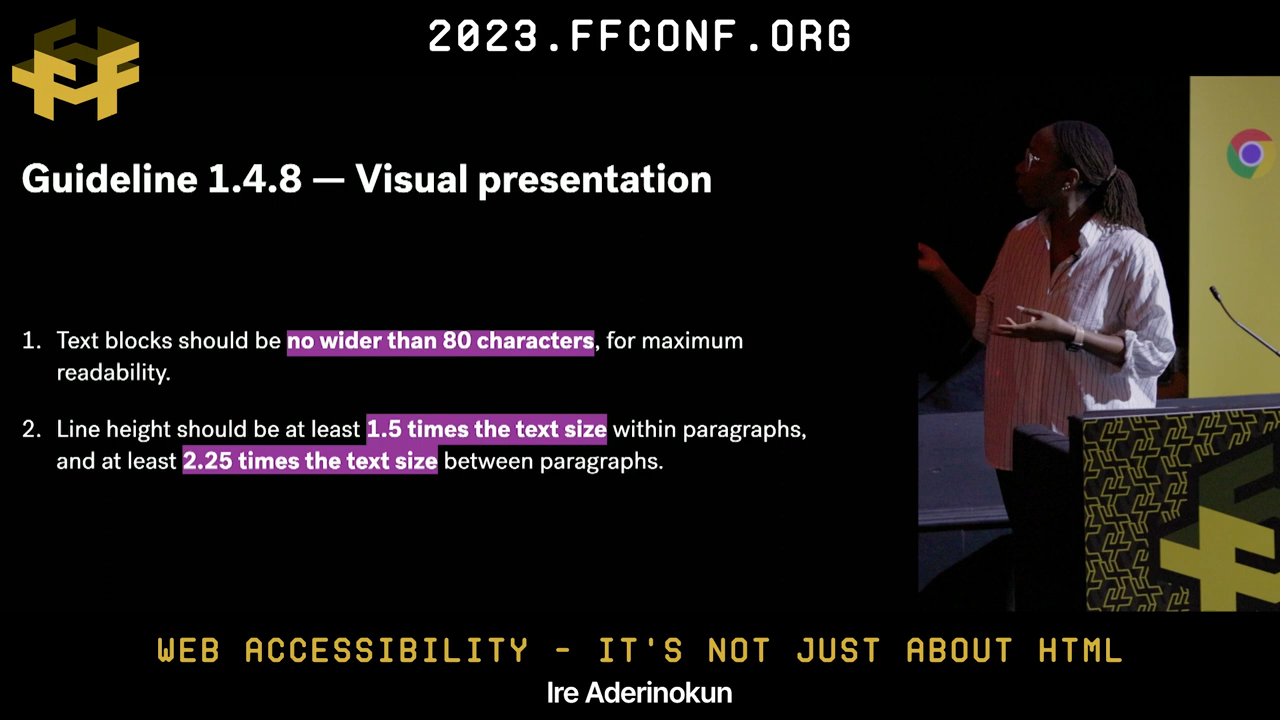 2023.FFCONF.ORG
Guideline 1.4.8 — Visual presentation
1. Text blocks should be no wider than 80 characters, for maximum
readability.
2. Line height should be at least 1.5 times the text size within paragraphs,
and at least 2.25 times the text size between paragraphs.
WEB ACCESSIBILITY - IT'S NOT JUST ABOUT HTML
Ire Aderinokun